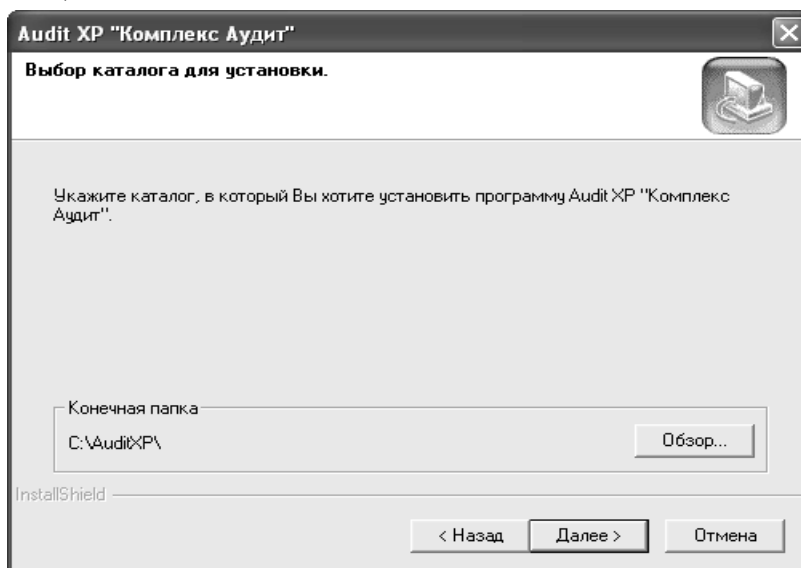 Audit XP "Комплекс Аудит"
Выбор каталога для установки.
Укажите каталог, в который Вы хотите установить программу Audit XP "Комплекс
Аудит".
Конечная папка
C:\AuditXP\
Обзор...
InstallShield
< Назад
Далее >
Отмена